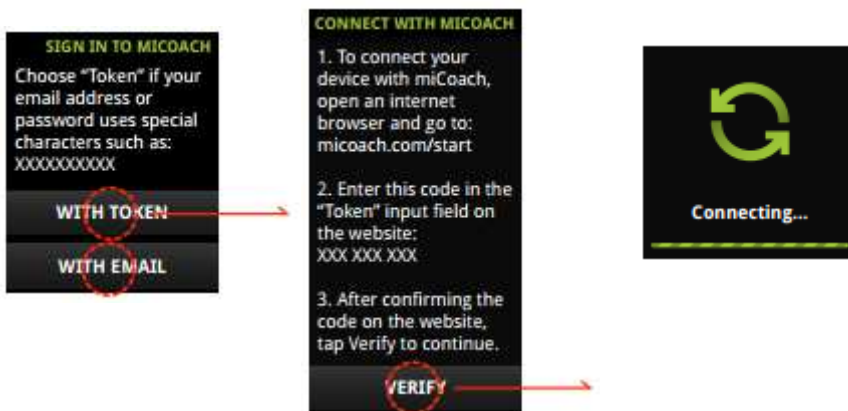 SIGN IN TO MICOACH
Choose “Token” if your
email address or
password uses special
characters such as:
XXXXXXXXXX
WITH TOKEN
WITH EMAIL
CONNECT WITH MICOACH
1. To connect your
device with miCoach,
open an internet
browser and go to:
micoach.com/start
2. Enter this code in the
“Token” input field on
the website:
XXX XXX XXX
3. After confirming the
code on the website,
tap Verify to continue.
VERIFY
Connecting...